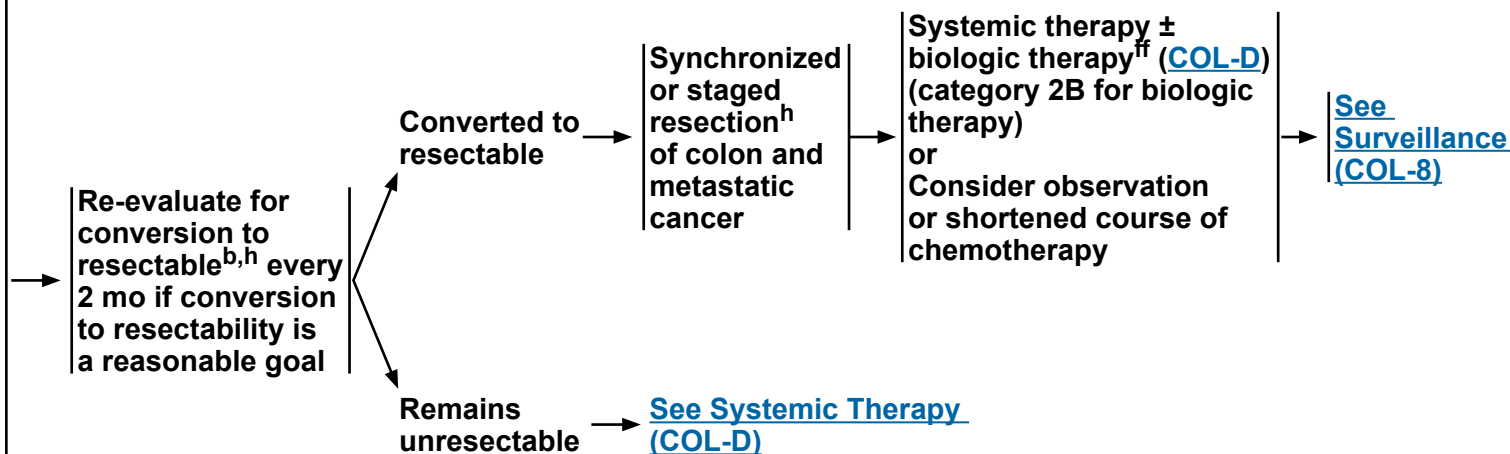 Re-evaluate for
conversion to
resectable^b,h every
2 mo if conversion
to resectability is
a reasonable goal
Converted to
resectable
Synchronized
or staged
resection^h
of colon and
metastatic
cancer
Systemic therapy ±
biologic therapy^ff (COL-D)
(category 2B for biologic
therapy)
or
Consider observation
or shortened course of
chemotherapy
See
Surveillance
(COL-8)
Remains
unresectable
See Systemic Therapy
(COL-D)